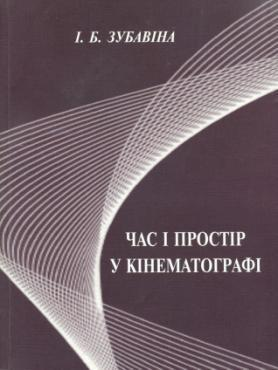 І. Б. ЗУБАВІНА
ЧАС І ПРОСТІР
У КІНЕМАТОГРАФІ